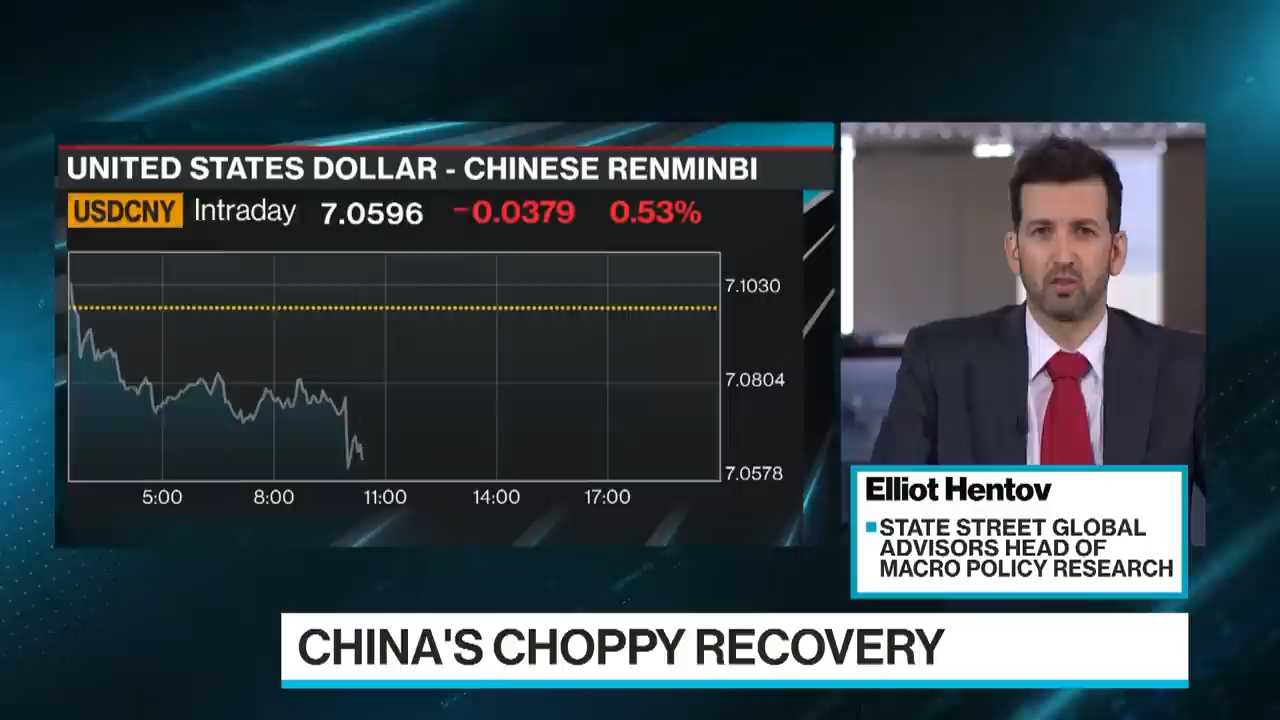 UNITED STATES DOLLAR - CHINESE RENMINBI
USDCNY Intraday 7.0596 -0.0379 0.53%
7.1030
7.0804
7.0578
5:00 8:00 11:00 14:00 17:00
Elliot Hentov
STATE STREET GLOBAL
ADVISORS HEAD OF
MACRO POLICY RESEARCH
CHINA'S CHOPPY RECOVERY